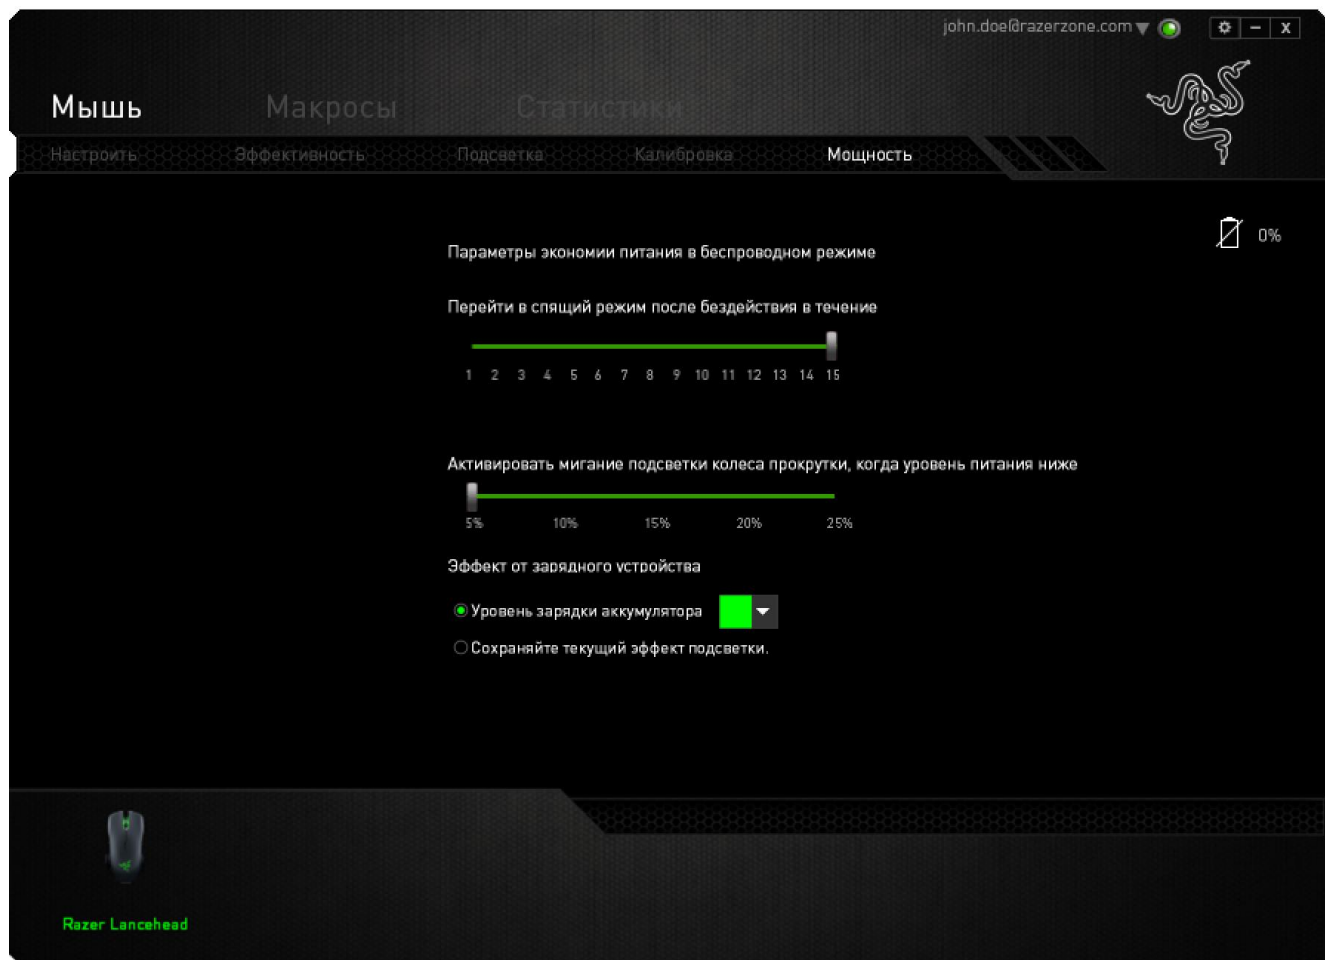 john.doe@razerzone.com
Мышь Макросы Статистики
Настроить Эффективность Подсветка Калибровка Мощность
0%
Параметры экономии питания в беспроводном режиме
Перейти в спящий режим после бездействия в течение
1 2 3 4 5 6 7 8 9 10 11 12 13 14 15
Активировать мигание подсветки колеса прокрутки, когда уровень питания ниже
5% 10% 15% 20% 25%
Эффект от зарядного устройства
Уровень зарядки аккумулятора
Сохраняйте текущий эффект подсветки.
Razer Lancehead